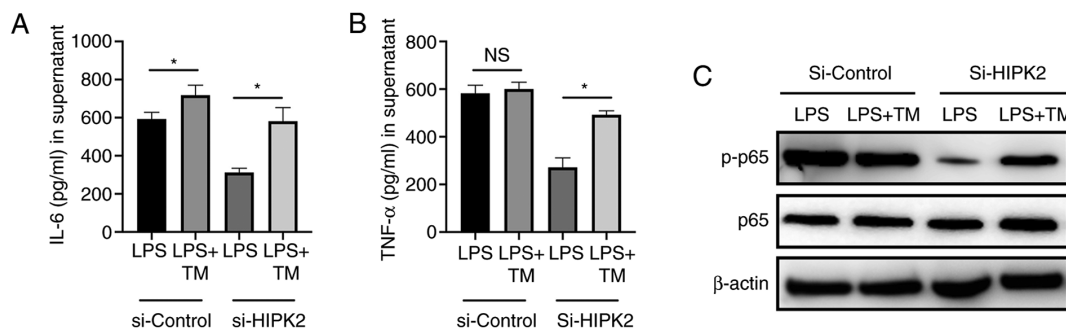 A
IL-6 (pg/ml) in supernatant
1000
800
600
400
200
0
*
*
LPS LPS+ TM LPS LPS+ TM
si-Control si-HIPK2
B
TNF-α (pg/ml) in supernatant
800
600
400
200
0
NS
*
LPS LPS+ TM LPS LPS+ TM
si-Control Si-HIPK2
C
Si-Control Si-HIPK2
LPS LPS+TM LPS LPS+TM
p-p65
p65
β-actin